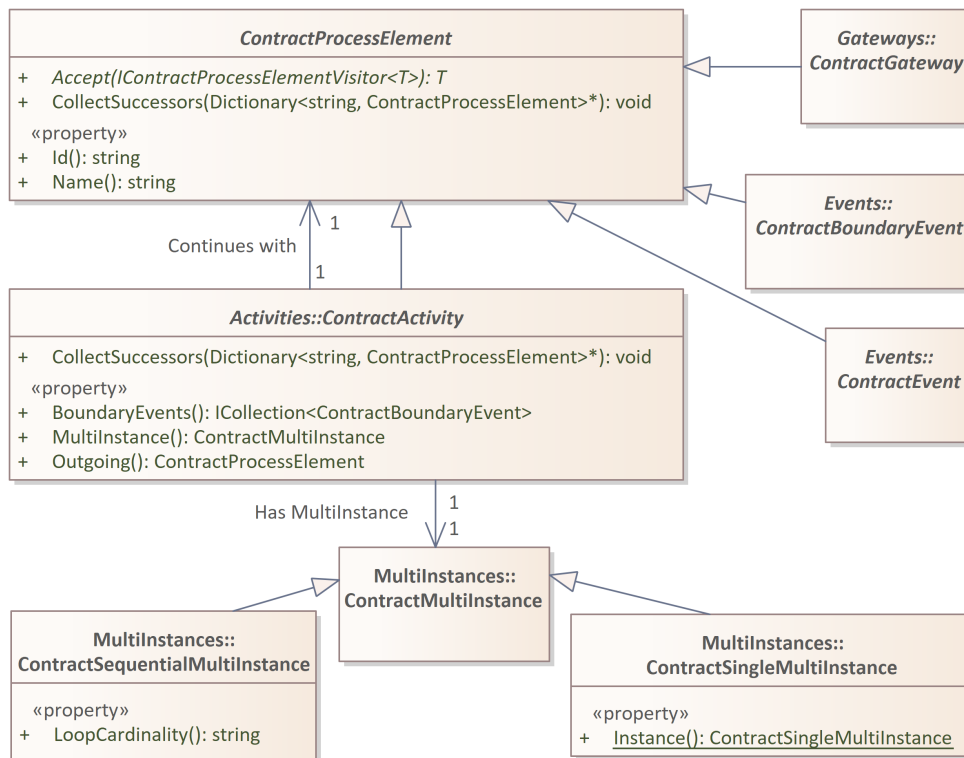 ContractProcessElement
+ Accept(IContractProcessElementVisitor<T>): T
+ CollectSuccessors(Dictionary<string, ContractProcessElement>*): void
«property»
+ Id(): string
+ Name(): string
Gateways::
ContractGateway
Events::
ContractBoundaryEvent
Events::
ContractEvent
1
Continues with
1
Activities::ContractActivity
+ CollectSuccessors(Dictionary<string, ContractProcessElement>*): void
«property»
+ BoundaryEvents(): ICollection<ContractBoundaryEvent>
+ MultiInstance(): ContractMultiInstance
+ Outgoing(): ContractProcessElement
1
Has MultiInstance
1
MultiInstances::
ContractMultiInstance
MultiInstances::
ContractSequentialMultiInstance
«property»
+ LoopCardinality(): string
MultiInstances::
ContractSingleMultiInstance
«property»
+ Instance(): ContractSingleMultiInstance